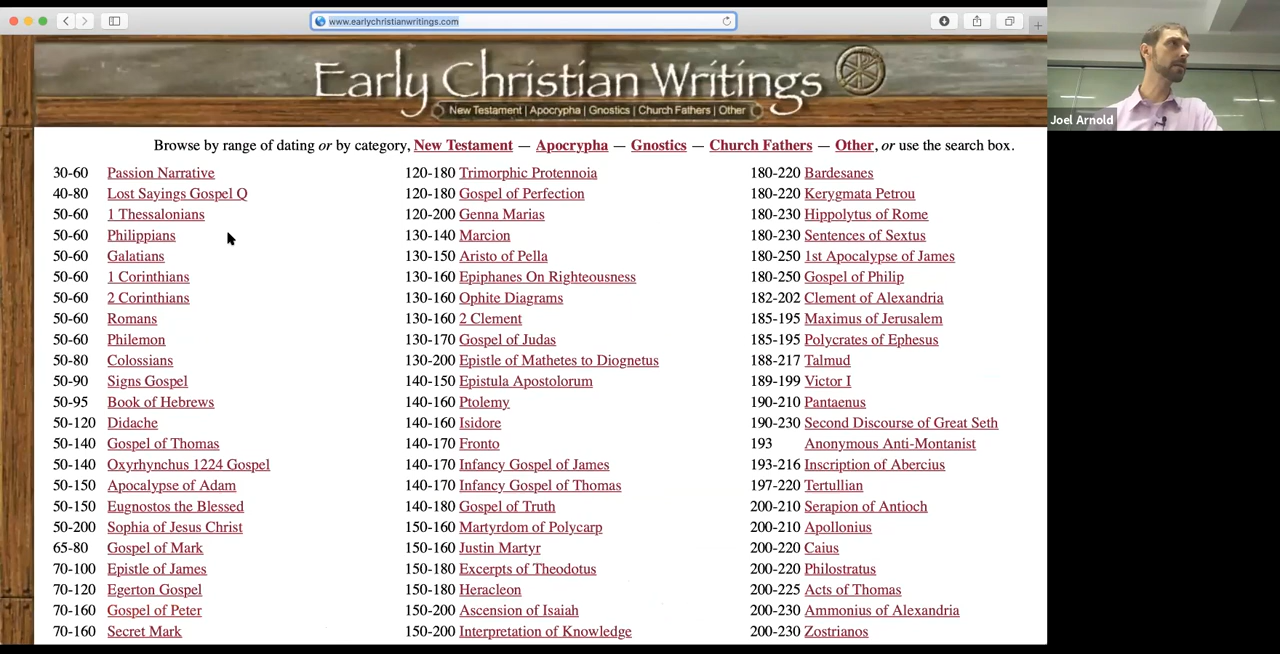 www.earlychristianwritings.com
Early Christian Writings
New Testament | Apocrypha | Gnostics | Church Fathers | Other
Joel Arnold
Browse by range of dating or by category, New Testament — Apocrypha — Gnostics — Church Fathers — Other, or use the search box.
30-60 Passion Narrative
40-80 Lost Sayings Gospel Q
50-60 1 Thessalonians
50-60 Philippians
50-60 Galatians
50-60 1 Corinthians
50-60 2 Corinthians
50-60 Romans
50-60 Philemon
50-80 Colossians
50-90 Signs Gospel
50-95 Book of Hebrews
50-120 Didache
50-140 Gospel of Thomas
50-140 Oxyrhynchus 1224 Gospel
50-150 Apocalypse of Adam
50-150 Eugnostos the Blessed
50-200 Sophia of Jesus Christ
65-80 Gospel of Mark
70-100 Epistle of James
70-120 Egerton Gospel
70-160 Gospel of Peter
70-160 Secret Mark
120-180 Trimorphic Protennoia
120-180 Gospel of Perfection
120-200 Genna Marias
130-140 Marcion
130-150 Aristo of Pella
130-160 Epiphanes On Righteousness
130-160 Ophite Diagrams
130-160 2 Clement
130-170 Gospel of Judas
130-200 Epistle of Mathetes to Diognetus
140-150 Epistula Apostolorum
140-160 Ptolemy
140-160 Isidore
140-170 Fronto
140-170 Infancy Gospel of James
140-170 Infancy Gospel of Thomas
140-180 Gospel of Truth
150-160 Martyrdom of Polycarp
150-160 Justin Martyr
150-180 Excerpts of Theodotus
150-180 Heracleon
150-200 Ascension of Isaiah
150-200 Interpretation of Knowledge
180-220 Bardesanes
180-220 Kerygmata Petrou
180-230 Hippolytus of Rome
180-230 Sentences of Sextus
180-250 1st Apocalypse of James
180-250 Gospel of Philip
182-202 Clement of Alexandria
185-195 Maximus of Jerusalem
185-195 Polycrates of Ephesus
188-217 Talmud
189-199 Victor I
190-210 Pantaenus
190-230 Second Discourse of Great Seth
193 Anonymous Anti-Montanist
193-216 Inscription of Abercius
197-220 Tertullian
200-210 Serapion of Antioch
200-210 Apollonius
200-220 Caius
200-220 Philostratus
200-225 Acts of Thomas
200-230 Ammonius of Alexandria
200-230 Zostrianos